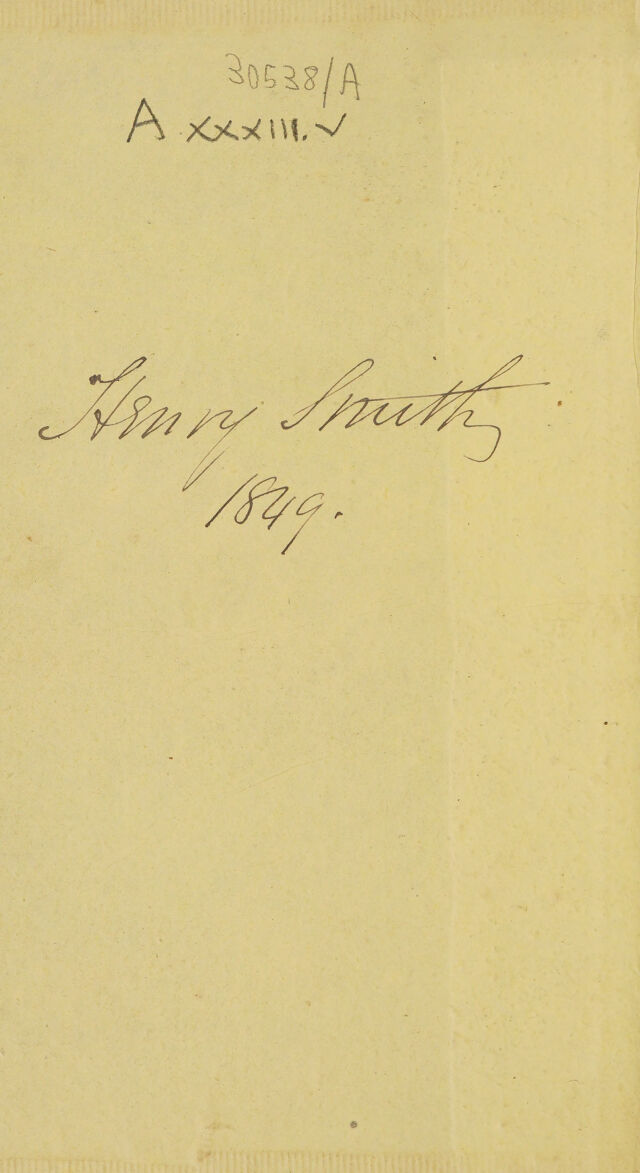 30538/A
A xxxiii. v
Henry Smith
1849.